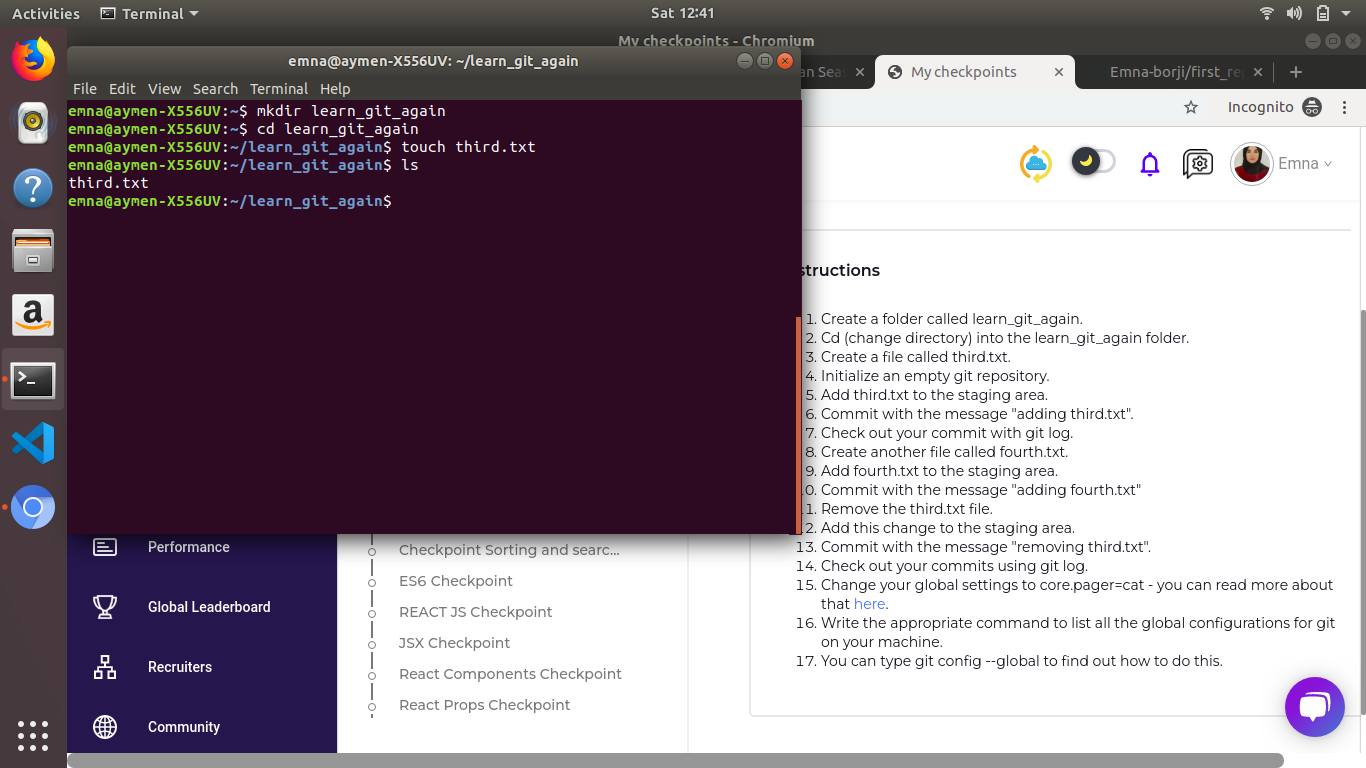 Activities
Terminal
Sat 12:41
My checkpoints - Chromium
emna@aymen-X556UV: ~/learn_git_again
My checkpoints
Emna-borji/first_re
File Edit View Search Terminal Help
Incognito
emna@aymen-X556UV:~$ mkdir learn_git_again
emna@aymen-X556UV:~$ cd learn_git_again
emna@aymen-X556UV:~/learn_git_again$ touch third.txt
emna@aymen-X556UV:~/learn_git_again$ ls
third.txt
emna@aymen-X556UV:~/learn_git_again$
Emna
structions
1. Create a folder called learn_git_again.
2. Cd (change directory) into the learn_git_again folder.
3. Create a file called third.txt.
4. Initialize an empty git repository.
5. Add third.txt to the staging area.
6. Commit with the message "adding third.txt".
7. Check out your commit with git log.
8. Create another file called fourth.txt.
9. Add fourth.txt to the staging area.
10. Commit with the message "adding fourth.txt"
11. Remove the third.txt file.
12. Add this change to the staging area.
13. Commit with the message "removing third.txt".
14. Check out your commits using git log.
15. Change your global settings to core.pager=cat - you can read more about
that here.
16. Write the appropriate command to list all the global configurations for git
on your machine.
17. You can type git config --global to find out how to do this.
Performance
Global Leaderboard
Recruiters
Community
Checkpoint Sorting and searc...
ES6 Checkpoint
REACT JS Checkpoint
JSX Checkpoint
React Components Checkpoint
React Props Checkpoint